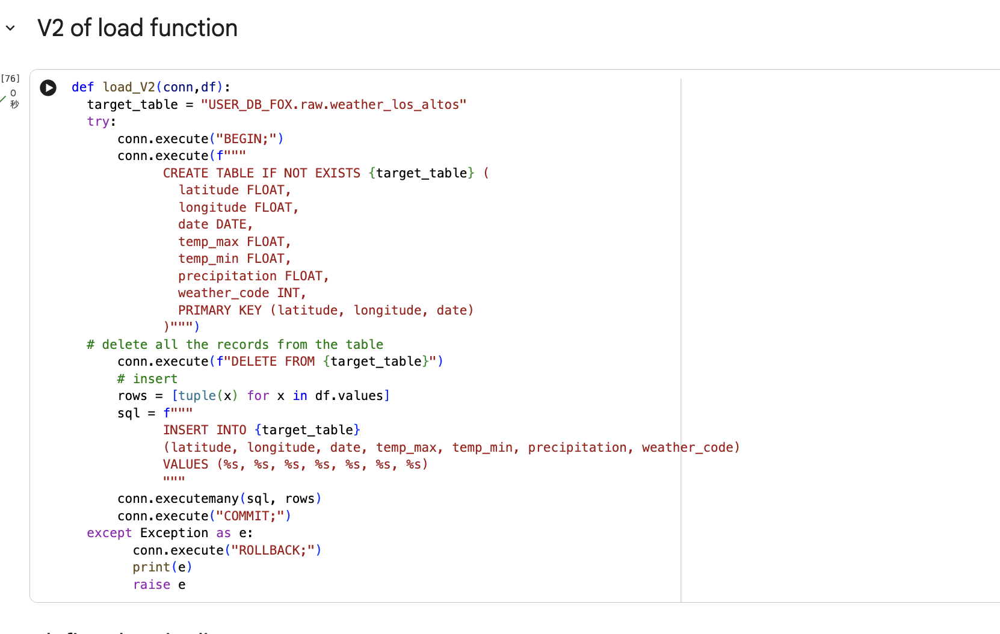 V2 of load function
[76]
0
秒
def load_V2(conn,df):
  target_table = "USER_DB_FOX.raw.weather_los_altos"
  try:
      conn.execute("BEGIN;")
      conn.execute(f"""
            CREATE TABLE IF NOT EXISTS {target_table} (
              latitude FLOAT,
              longitude FLOAT,
              date DATE,
              temp_max FLOAT,
              temp_min FLOAT,
              precipitation FLOAT,
              weather_code INT,
              PRIMARY KEY (latitude, longitude, date)
            )""")
  # delete all the records from the table
      conn.execute(f"DELETE FROM {target_table}")
      # insert
      rows = [tuple(x) for x in df.values]
      sql = f"""
            INSERT INTO {target_table}
            (latitude, longitude, date, temp_max, temp_min, precipitation, weather_code)
            VALUES (%s, %s, %s, %s, %s, %s, %s)
            """
      conn.executemany(sql, rows)
      conn.execute("COMMIT;")
  except Exception as e:
        conn.execute("ROLLBACK;")
        print(e)
        raise e